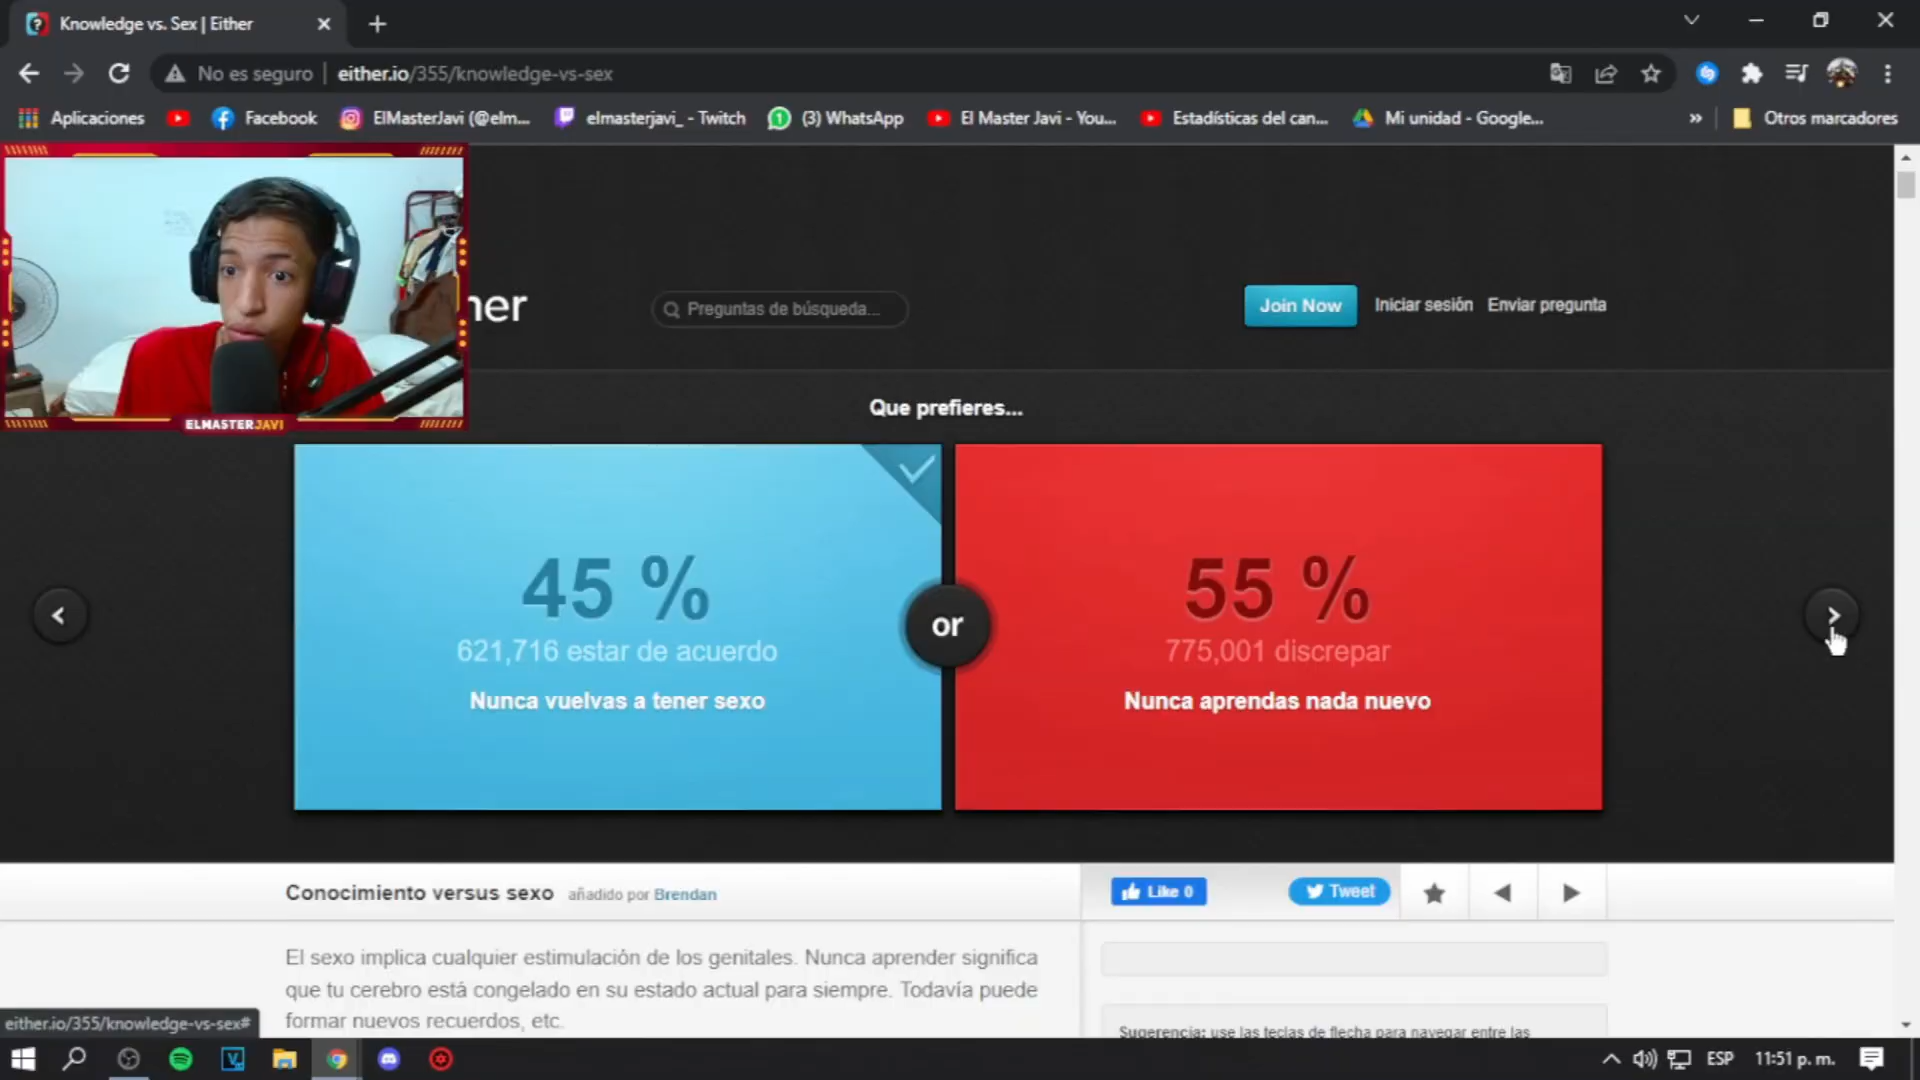 Knowledge vs. Sex | Either
No es seguro
either.io/355/knowledge-vs-sex
Aplicaciones
Facebook
ElMasterJavi (@elm...
elmasterjavi_ - Twitch
(3) WhatsApp
El Master Javi - You...
Estadísticas del can...
Mi unidad - Google...
»
Otros marcadores
her
Preguntas de búsqueda...
Join Now
Iniciar sesión
Enviar pregunta
ELMASTERJAVI
Que prefieres...
45 %
621,716 estar de acuerdo
Nunca vuelvas a tener sexo
or
55 %
775,001 discrepar
Nunca aprendas nada nuevo
Conocimiento versus sexo
añadido por Brendan
Like 0
Tweet
El sexo implica cualquier estimulación de los genitales. Nunca aprender significa
que tu cerebro está congelado en su estado actual para siempre. Todavía puede
formar nuevos recuerdos, etc.
Sugerencia: use las teclas de flecha para navegar entre las
either.io/355/knowledge-vs-sex#
ESP
11:51 p. m.